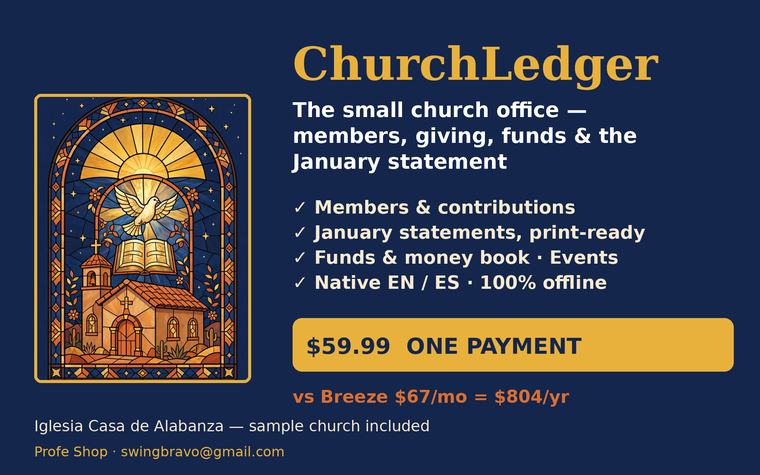 ChurchLedger
The small church office —
members, giving, funds & the
January statement
✓ Members & contributions
✓ January statements, print-ready
✓ Funds & money book · Events
✓ Native EN / ES · 100% offline
$59.99  ONE PAYMENT
vs Breeze $67/mo = $804/yr
Iglesia Casa de Alabanza — sample church included
Profe Shop · swingbravo@gmail.com